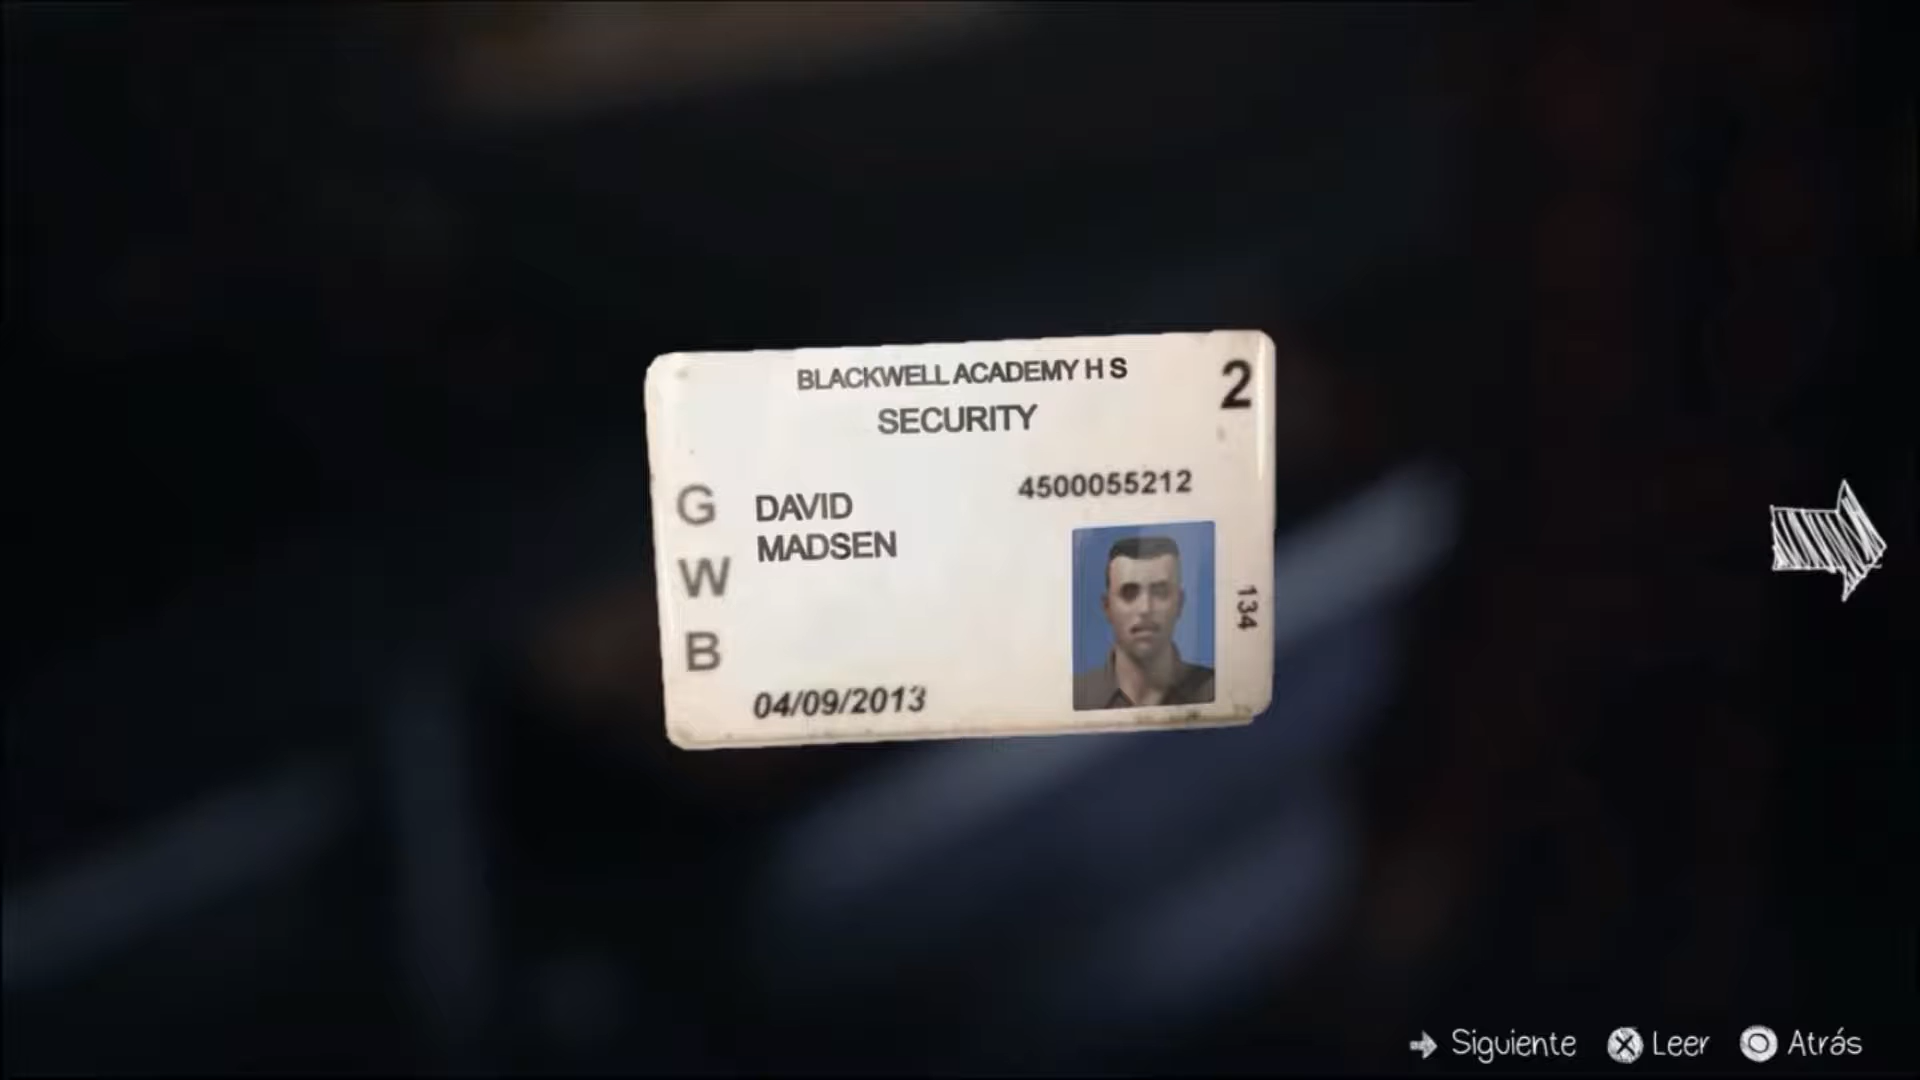 BLACKWELL ACADEMY H S
2
SECURITY
4500055212
G
DAVID
MADSEN
W
134
B
04/09/2013
Siguiente
Leer
Atrás